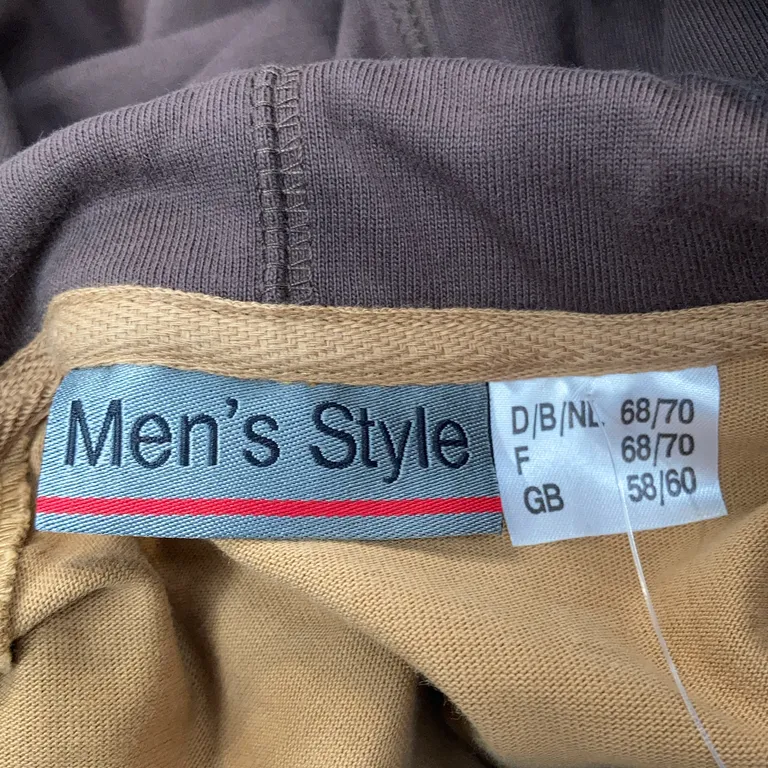 Men's Style
D/B/NL. 68/70
F 68/70
GB 58/60